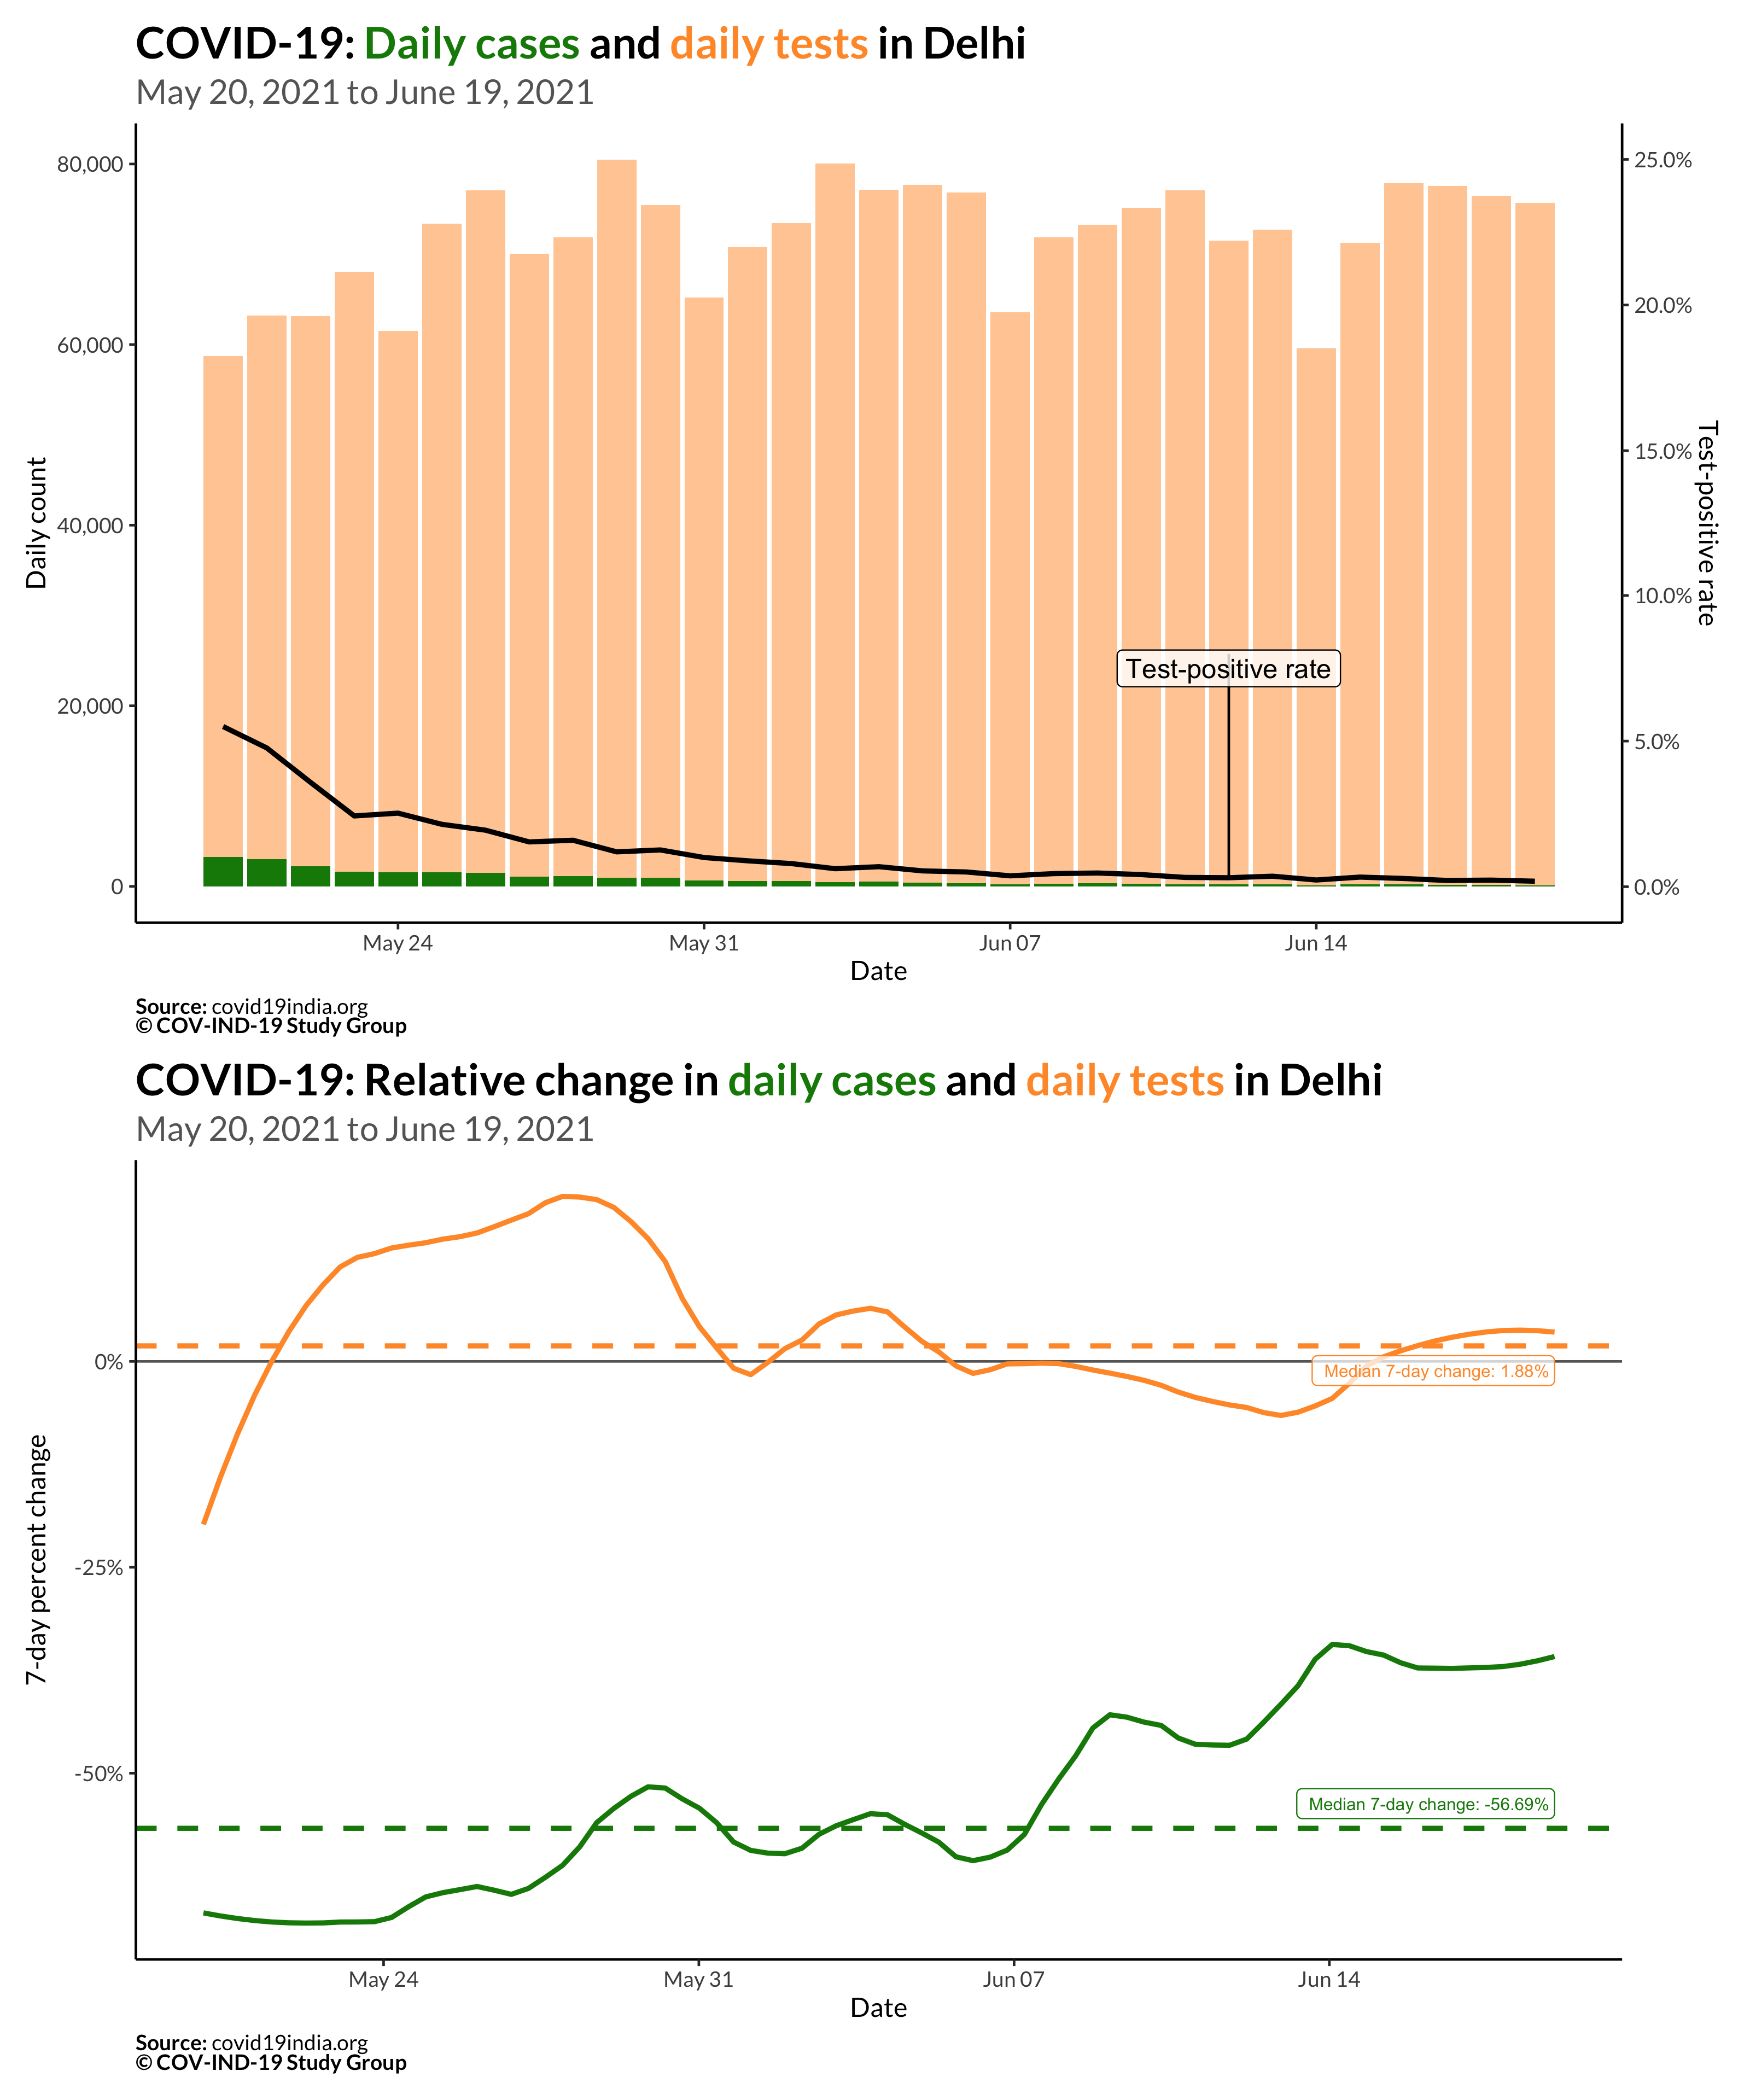 COVID-19: Daily cases and daily tests in Delhi
May 20, 2021 to June 19, 2021
80,000
60,000
40,000
20,000
0
Daily count
25.0%
20.0%
15.0%
10.0%
5.0%
0.0%
Test-positive rate
Test-positive rate
May 24
May 31
Jun 07
Jun 14
Date
Source: covid19india.org
© COV-IND-19 Study Group
COVID-19: Relative change in daily cases and daily tests in Delhi
May 20, 2021 to June 19, 2021
0%
-25%
-50%
7-day percent change
Median 7-day change: 1.88%
Median 7-day change: -56.69%
May 24
May 31
Jun 07
Jun 14
Date
Source: covid19india.org
© COV-IND-19 Study Group